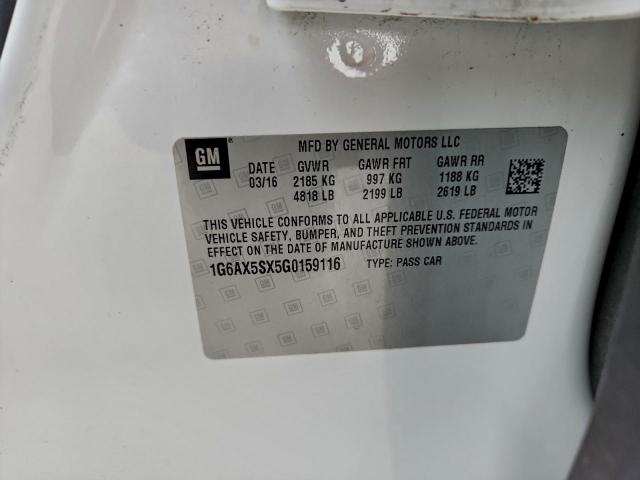 GM
MFD BY GENERAL MOTORS LLC
DATE GVWR GAWR FRT GAWR RR
03/16 2185 KG 997 KG 1188 KG
4818 LB 2199 LB 2619 LB
THIS VEHICLE CONFORMS TO ALL APPLICABLE U.S. FEDERAL MOTOR
VEHICLE SAFETY, BUMPER, AND THEFT PREVENTION STANDARDS IN
EFFECT ON THE DATE OF MANUFACTURE SHOWN ABOVE.
1G6AX5SX5G0159116 TYPE: PASS CAR